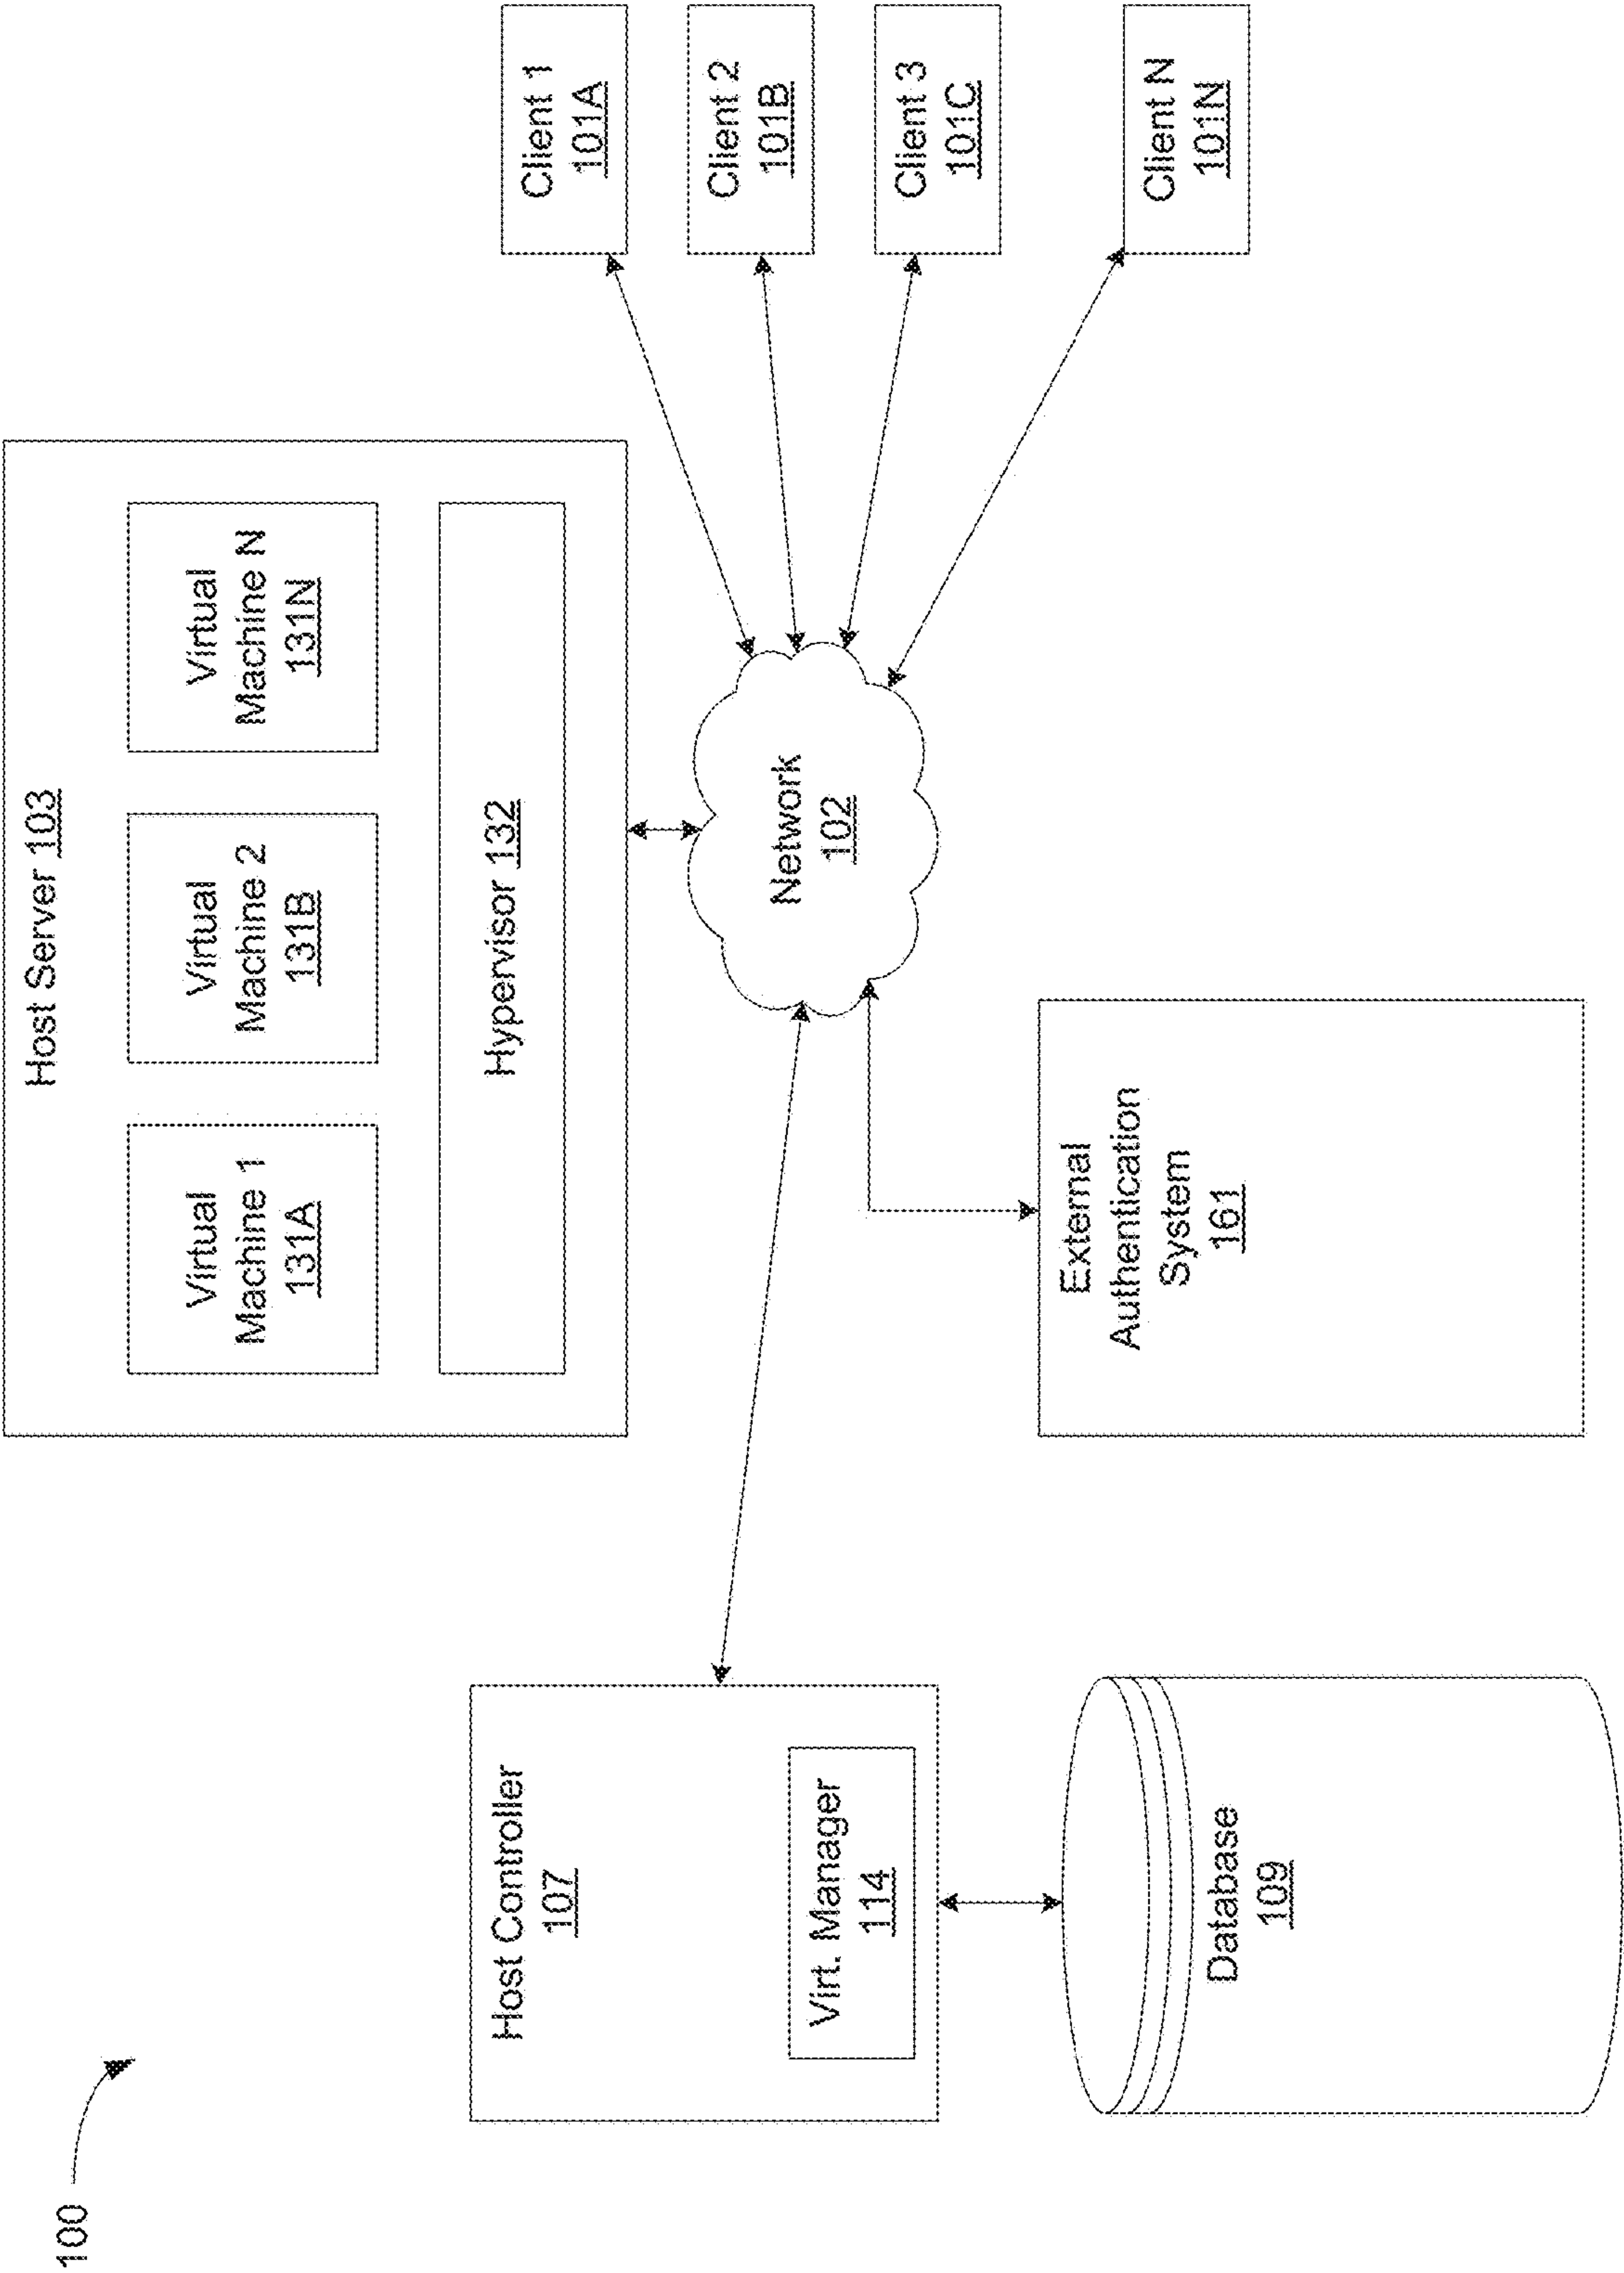 100
Host Server 103
Virtual
Machine 1
131A
Virtual
Machine 2
131B
Virtual
Machine N
131N
Hypervisor 132
Host Controller
107
Virt. Manager
114
Database
109
Network
102
External
Authentication
System
161
Client 1
101A
Client 2
101B
Client 3
101C
Client N
101N